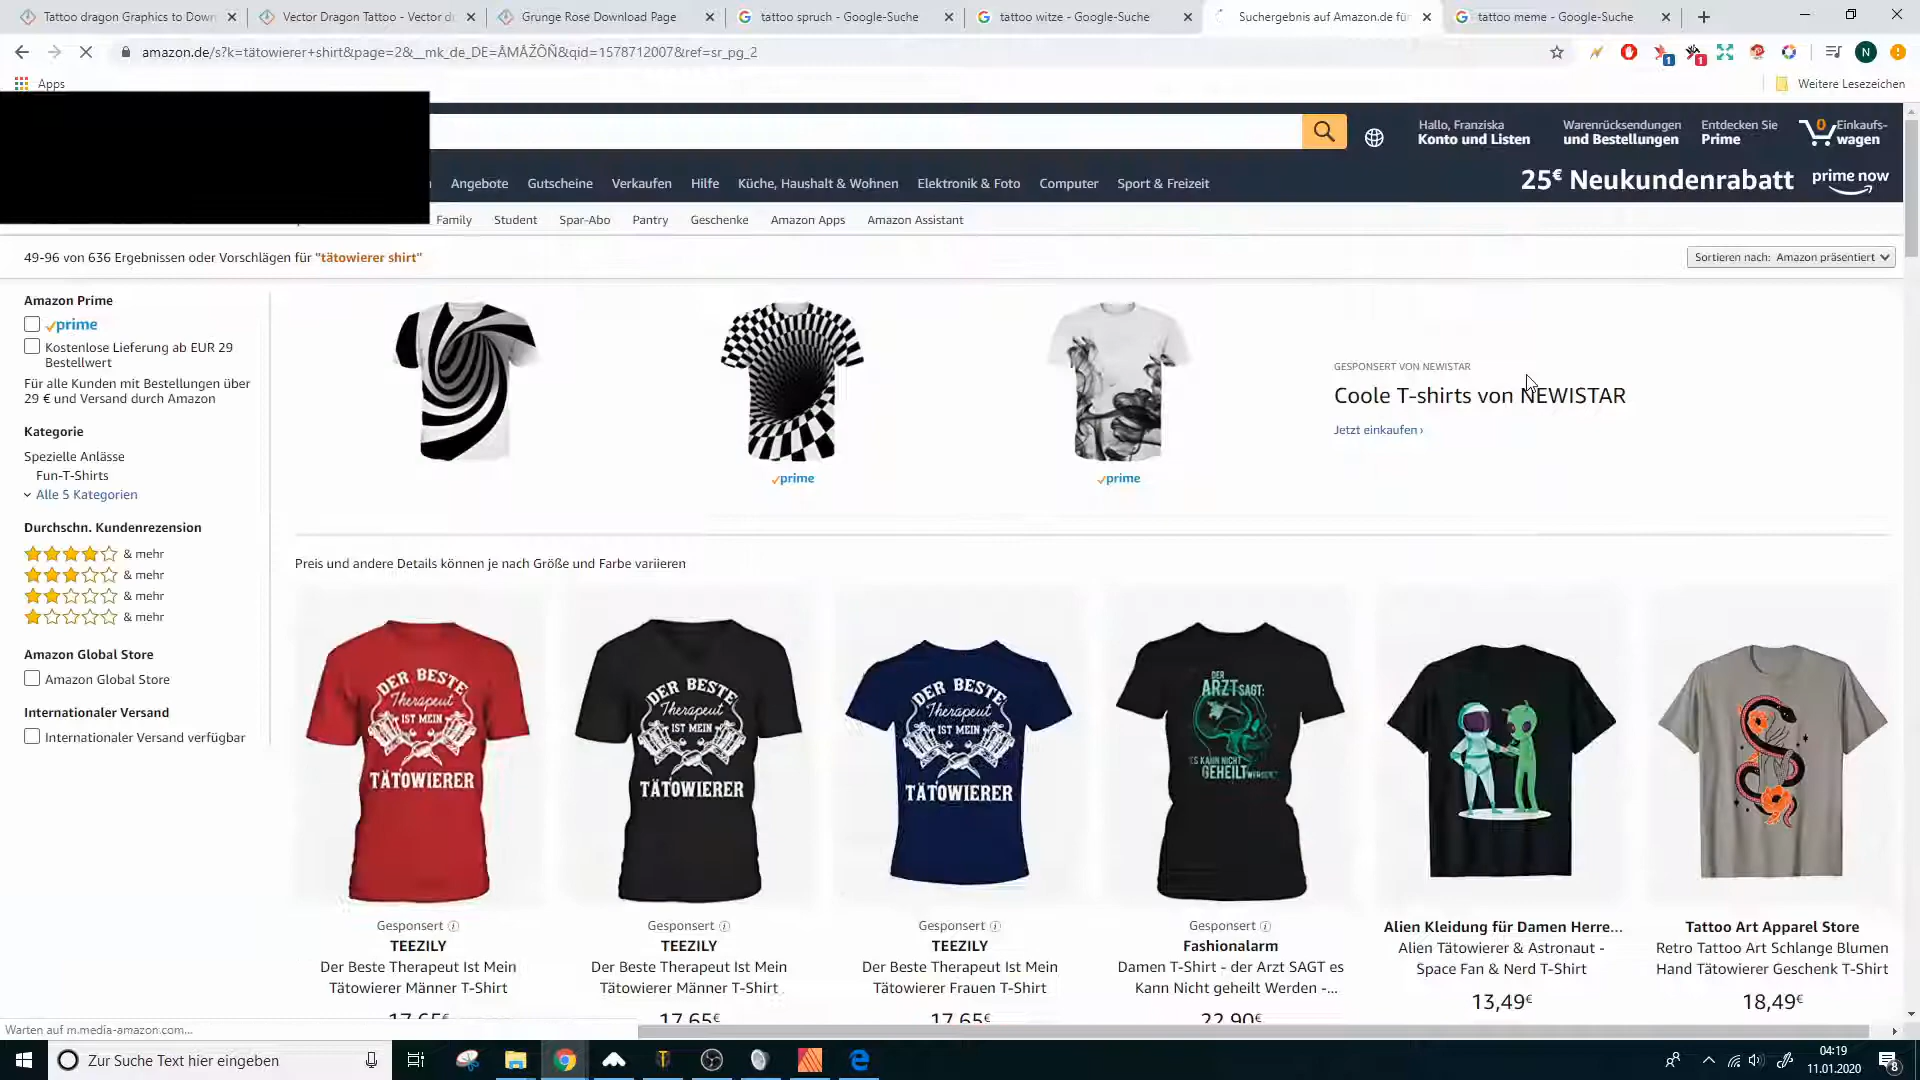 Tattoo dragon Graphics to Down
Vector Dragon Tattoo - Vector d
Grunge Rose Download Page
tattoo spruch - Google-Suche
tattoo witze - Google-Suche
Suchergebnis auf Amazon.de für
tattoo meme - Google-Suche
amazon.de/s?k=tätowierer+shirt&page=2&__mk_de_DE=ÅMÅŽÕÑ&qid=1578712007&ref=sr_pg_2
1
1
N
Apps
Weitere Lesezeichen
Hallo, Franziska
Konto und Listen
Warenrücksendungen
und Bestellungen
Entdecken Sie
Prime
0
Einkaufs-
wagen
Angebote
Gutscheine
Verkaufen
Hilfe
Küche, Haushalt & Wohnen
Elektronik & Foto
Computer
Sport & Freizeit
25€ Neukundenrabatt
prime now
Family
Student
Spar-Abo
Pantry
Geschenke
Amazon Apps
Amazon Assistant
49-96 von 636 Ergebnissen oder Vorschlägen für "tätowierer shirt"
Sortieren nach: Amazon präsentiert
Amazon Prime
prime
Kostenlose Lieferung ab EUR 29
Bestellwert
Für alle Kunden mit Bestellungen über
29 € und Versand durch Amazon
Kategorie
Spezielle Anlässe
Fun-T-Shirts
Alle 5 Kategorien
Durchschn. Kundenrezension
& mehr
& mehr
& mehr
& mehr
Amazon Global Store
Amazon Global Store
Internationaler Versand
Internationaler Versand verfügbar
prime
prime
GESPONSERT VON NEWISTAR
Coole T-shirts von NEWISTAR
Jetzt einkaufen ›
Preis und andere Details können je nach Größe und Farbe variieren
DER BESTE
Therapeut
IST MEIN
TÄTOWIERER
DER BESTE
Therapeut
IST MEIN
TÄTOWIERER
DER BESTE
Therapeut
IST MEIN
TÄTOWIERER
DER
ARZT SAGT:
ES KANN NICHT
GEHEILT WERDEN
Gesponsert
TEEZILY
Der Beste Therapeut Ist Mein
Tätowierer Männer T-Shirt
17,65€
Gesponsert
TEEZILY
Der Beste Therapeut Ist Mein
Tätowierer Männer T-Shirt
17,65€
Gesponsert
TEEZILY
Der Beste Therapeut Ist Mein
Tätowierer Frauen T-Shirt
17,65€
Gesponsert
Fashionalarm
Damen T-Shirt - der Arzt SAGT es
Kann Nicht geheilt Werden -...
22,90€
Alien Kleidung für Damen Herre...
Alien Tätowierer & Astronaut -
Space Fan & Nerd T-Shirt
13,49€
Tattoo Art Apparel Store
Retro Tattoo Art Schlange Blumen
Hand Tätowierer Geschenk T-Shirt
18,49€
Warten auf m.media-amazon.com...
Zur Suche Text hier eingeben
04:19
11.01.2020
8